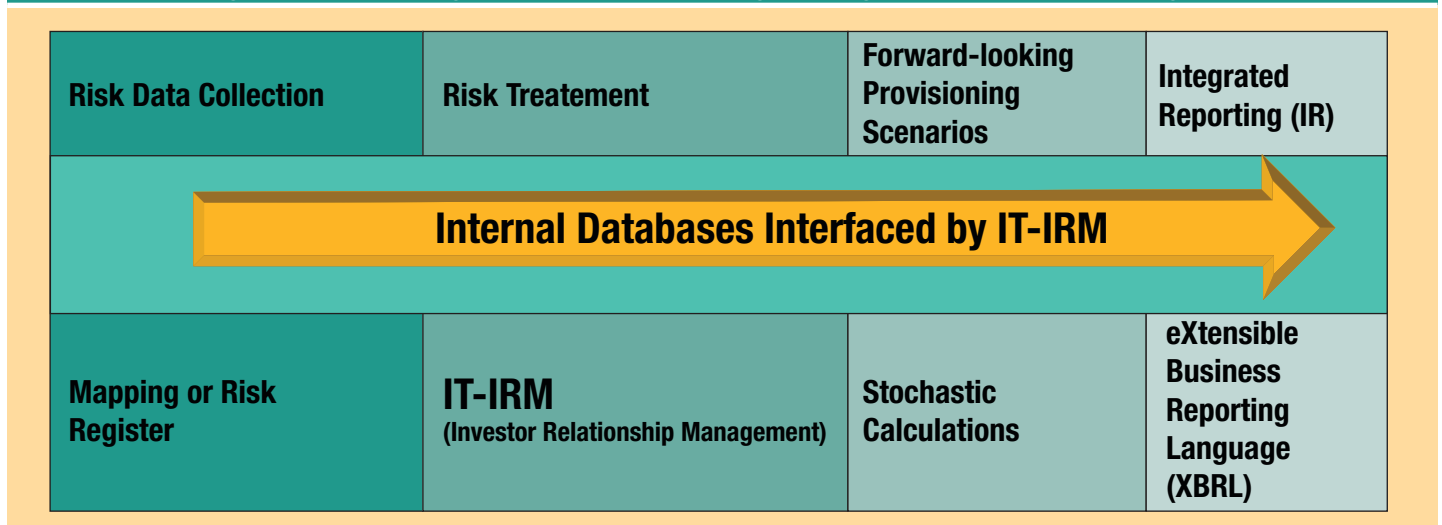 Risk Data Collection
Risk Treatement
Forward-looking
Provisioning
Scenarios
Integrated
Reporting (IR)
Internal Databases Interfaced by IT-IRM
Mapping or Risk
Register
IT-IRM
(Investor Relationship Management)
Stochastic
Calculations
eXtensible
Business
Reporting
Language
(XBRL)